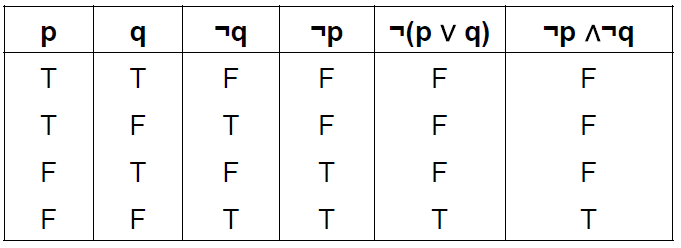 p q ¬q ¬p ¬(p ∨ q) ¬p ∧¬q
T T F F F F
T F T F F F
F T F T F F
F F T T T T